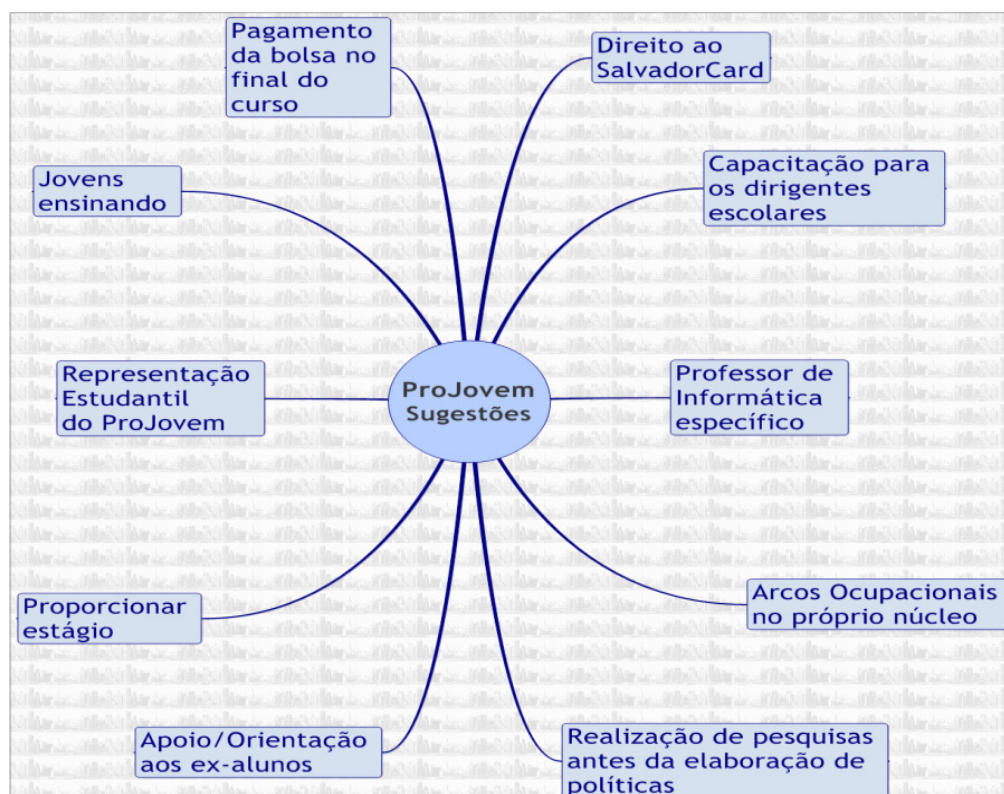 Pagamento
da bolsa no
final do
curso
Direito ao
SalvadorCard
Jovens
ensinando
Capacitação para
os dirigentes
escolares
Representação
Estudantil
do ProJovem
ProJovem
Sugestões
Professor de
Informática
específico
Proporcionar
estágio
Arcos Ocupacionais
no próprio núcleo
Apoio/Orientação
aos ex-alunos
Realização de pesquisas
antes da elaboração de
políticas